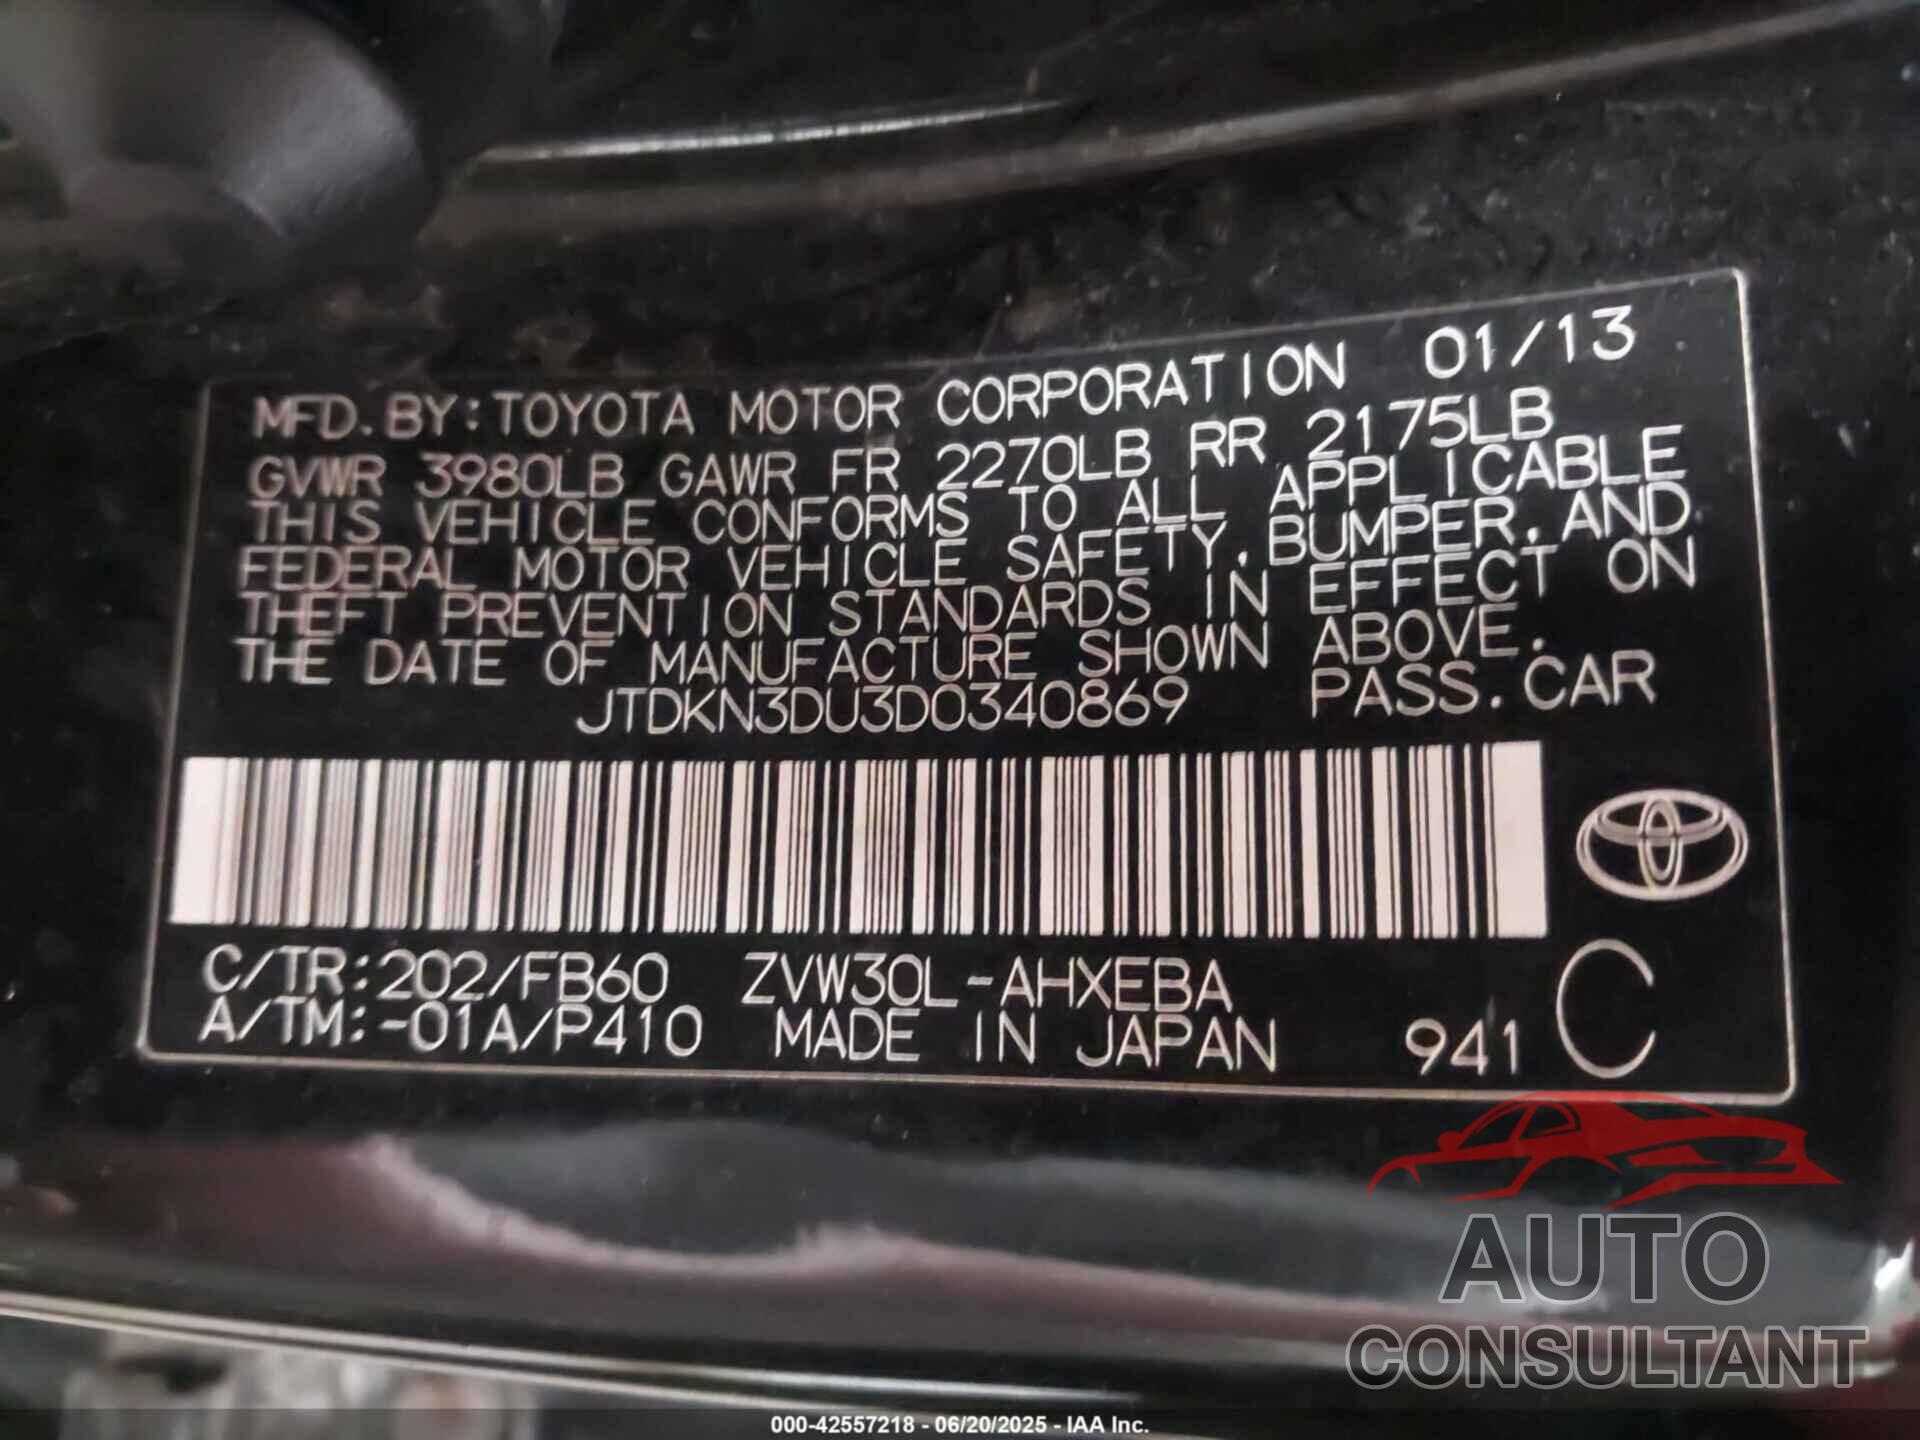 MFD. BY: TOYOTA MOTOR CORPORATION 01/13
GVWR 3980LB GAWR FR 2270LB RR 2175LB
THIS VEHICLE CONFORMS TO ALL APPLICABLE
FEDERAL MOTOR VEHICLE SAFETY, BUMPER, AND
THEFT PREVENTION STANDARDS IN EFFECT ON
THE DATE OF MANUFACTURE SHOWN ABOVE.
JTDKN3DU3D0340869 PASS. CAR
C/TR:202/FB60 ZVW30L-AHXEBA C
A/TM:-01A/P410 MADE IN JAPAN 941
AUTO
CONSULTANT
000-42557218 - 06/20/2025 - IAA Inc.